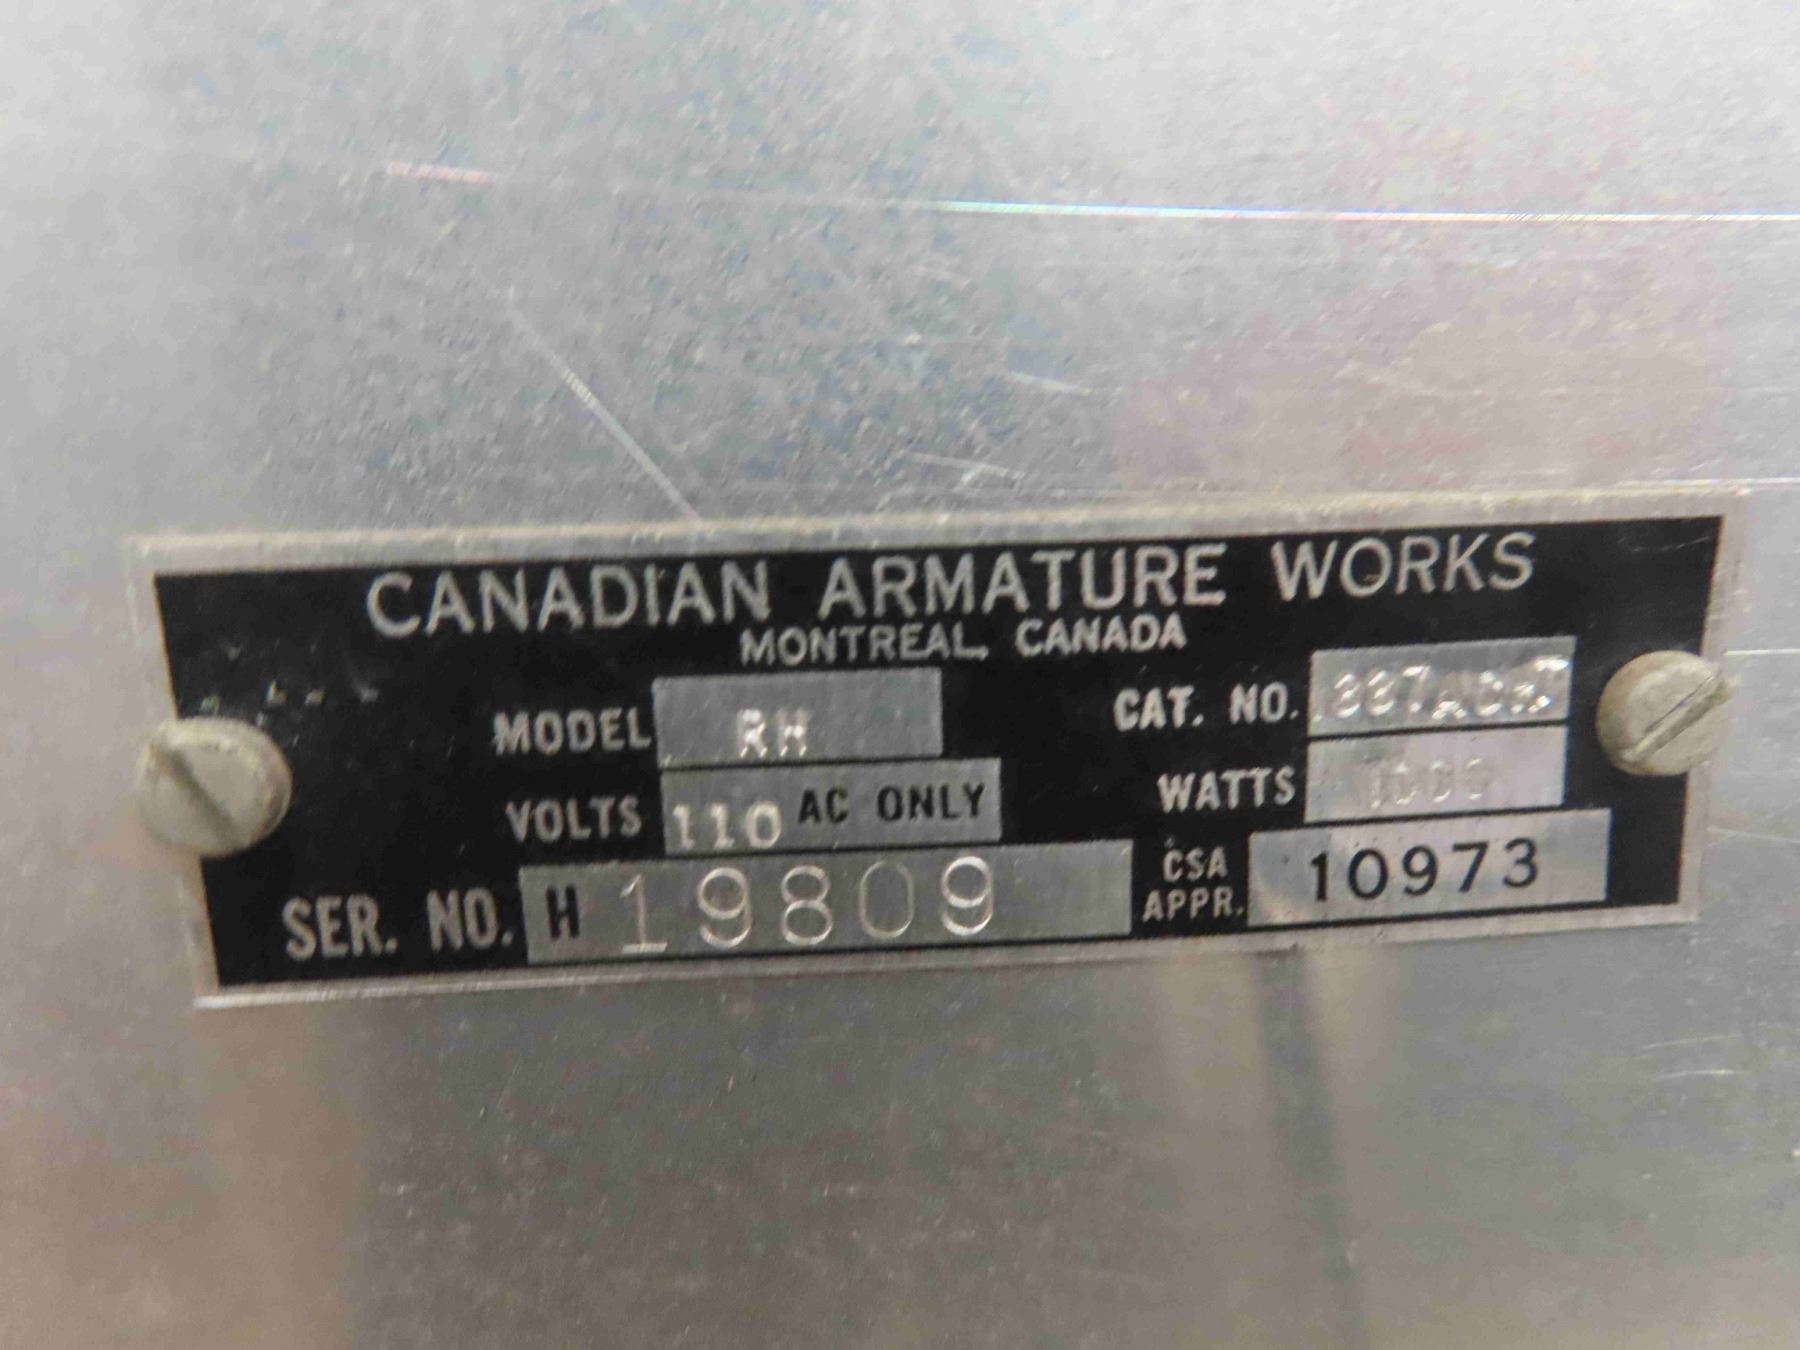 CANADIAN ARMATURE WORKS
MONTREAL, CANADA
MODEL RH CAT. NO.
VOLTS 110 AC ONLY WATTS 1000
SER. NO. H 19809 CSA APPR. 10973